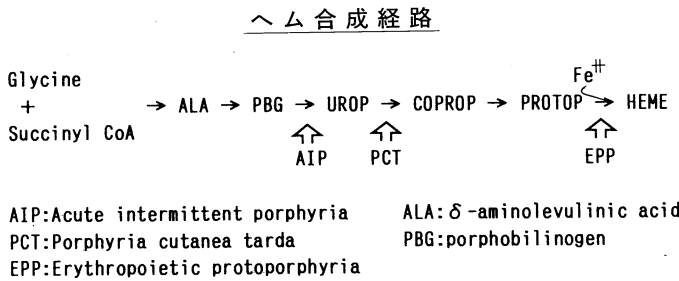 ヘム合成経路
Fe⧺
Glycine
+
Succinyl CoA
→ ALA → PBG → UROP → COPROP → PROTOP → HEME
AIP PCT EPP
AIP:Acute intermittent porphyria ALA:δ-aminolevulinic acid
PCT:Porphyria cutanea tarda PBG:porphobilinogen
EPP:Erythropoietic protoporphyria